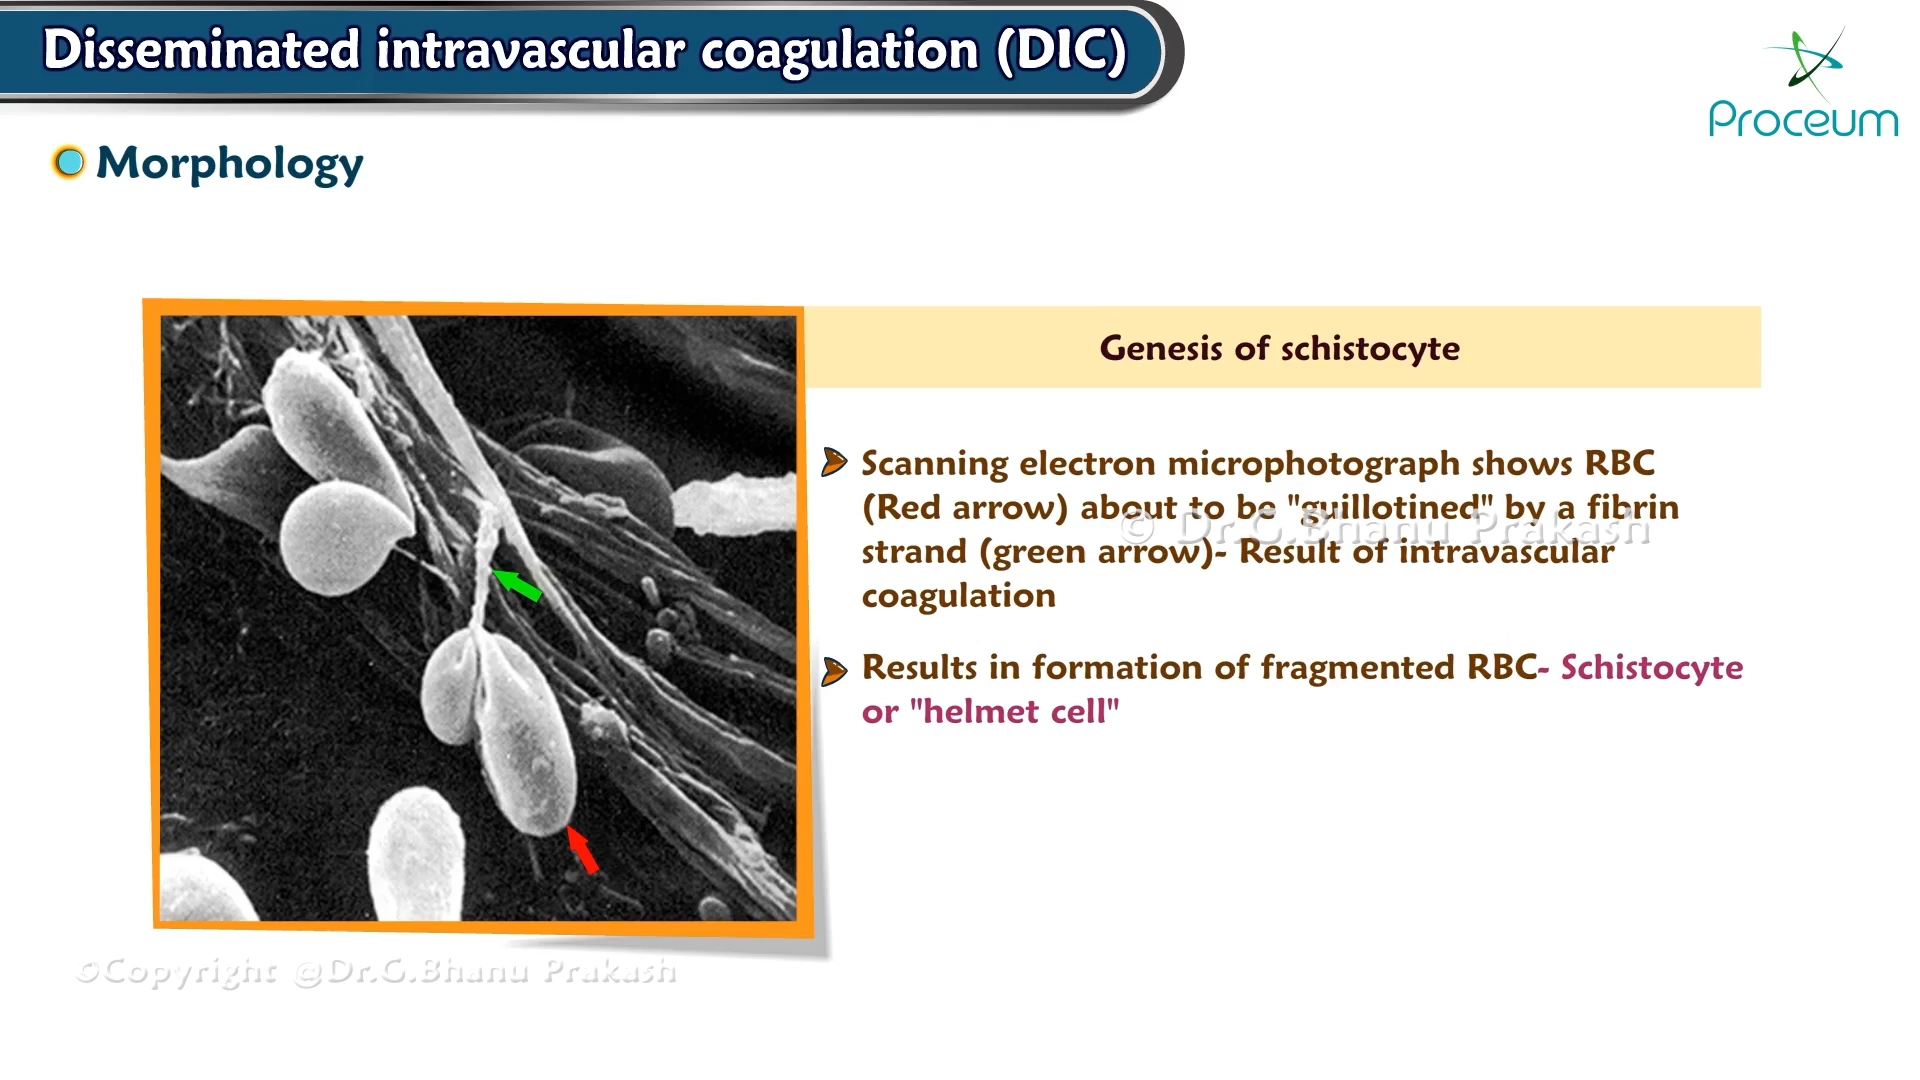 Disseminated intravascular coagulation (DIC)
Proceum
Morphology
Genesis of schistocyte
Scanning electron microphotograph shows RBC
(Red arrow) about to be "guillotined" by a fibrin
© Dr.G.Bhanu Prakash
strand (green arrow)- Result of intravascular
coagulation
Results in formation of fragmented RBC- Schistocyte
or "helmet cell"
©Copyright @Dr.G.Bhanu Prakash